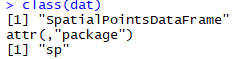 > class(dat)
[1] "SpatialPointsDataFrame"
attr(,"package")
[1] "sp"